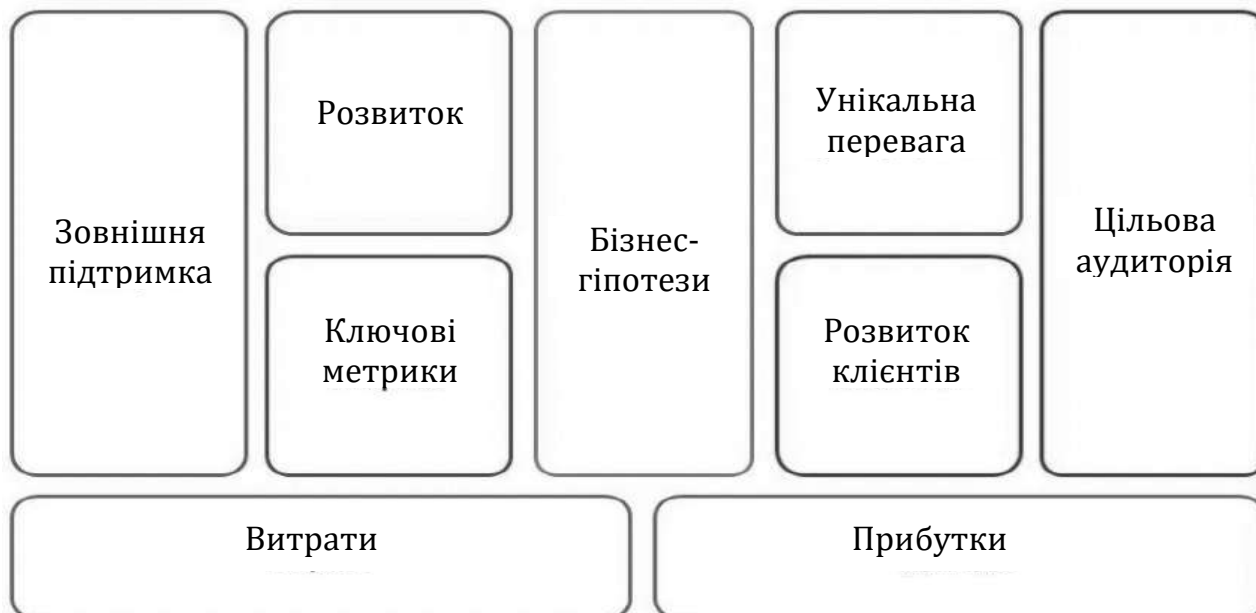 Зовнішня
підтримка
Розвиток
Ключові
метрики
Бізнес-
гіпотези
Унікальна
перевага
Розвиток
клієнтів
Цільова
аудиторія
Витрати
Прибутки